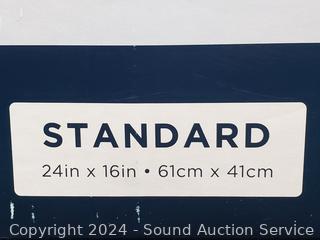 STANDARD
24in x 16in • 61cm x 41cm
Copyright 2024 - Sound Auction Service